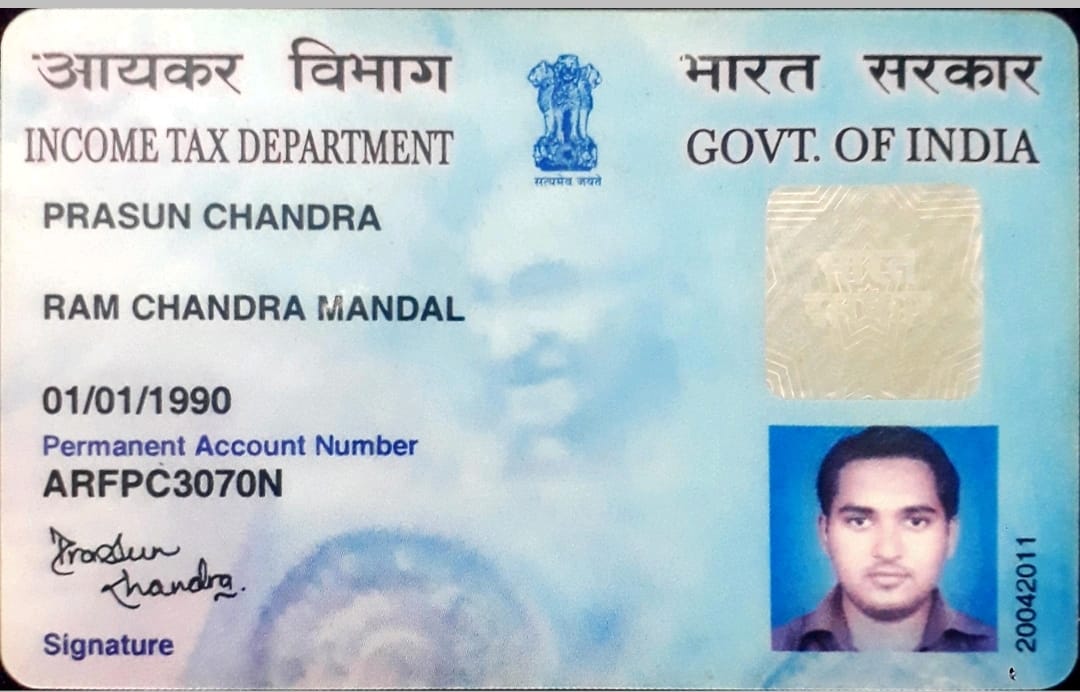 आयकर विभाग
INCOME TAX DEPARTMENT
सत्यमेव जयते
भारत सरकार
GOVT. OF INDIA
PRASUN CHANDRA
RAM CHANDRA MANDAL
01/01/1990
Permanent Account Number
ARFPC3070N
Prasun
Chandra.
Signature
20042011